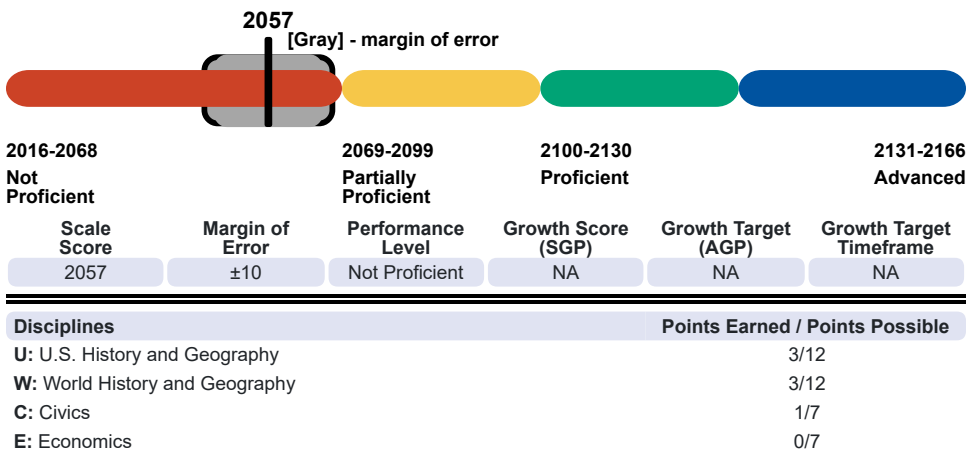 2057
[Gray] - margin of error
2016-2068 2069-2099 2100-2130 2131-2166
Not Proficient Partially Proficient Proficient Advanced
Scale Score Margin of Error Performance Level Growth Score (SGP) Growth Target (AGP) Growth Target Timeframe
2057 ±10 Not Proficient NA NA NA
Disciplines Points Earned / Points Possible
U: U.S. History and Geography 3/12
W: World History and Geography 3/12
C: Civics 1/7
E: Economics 0/7